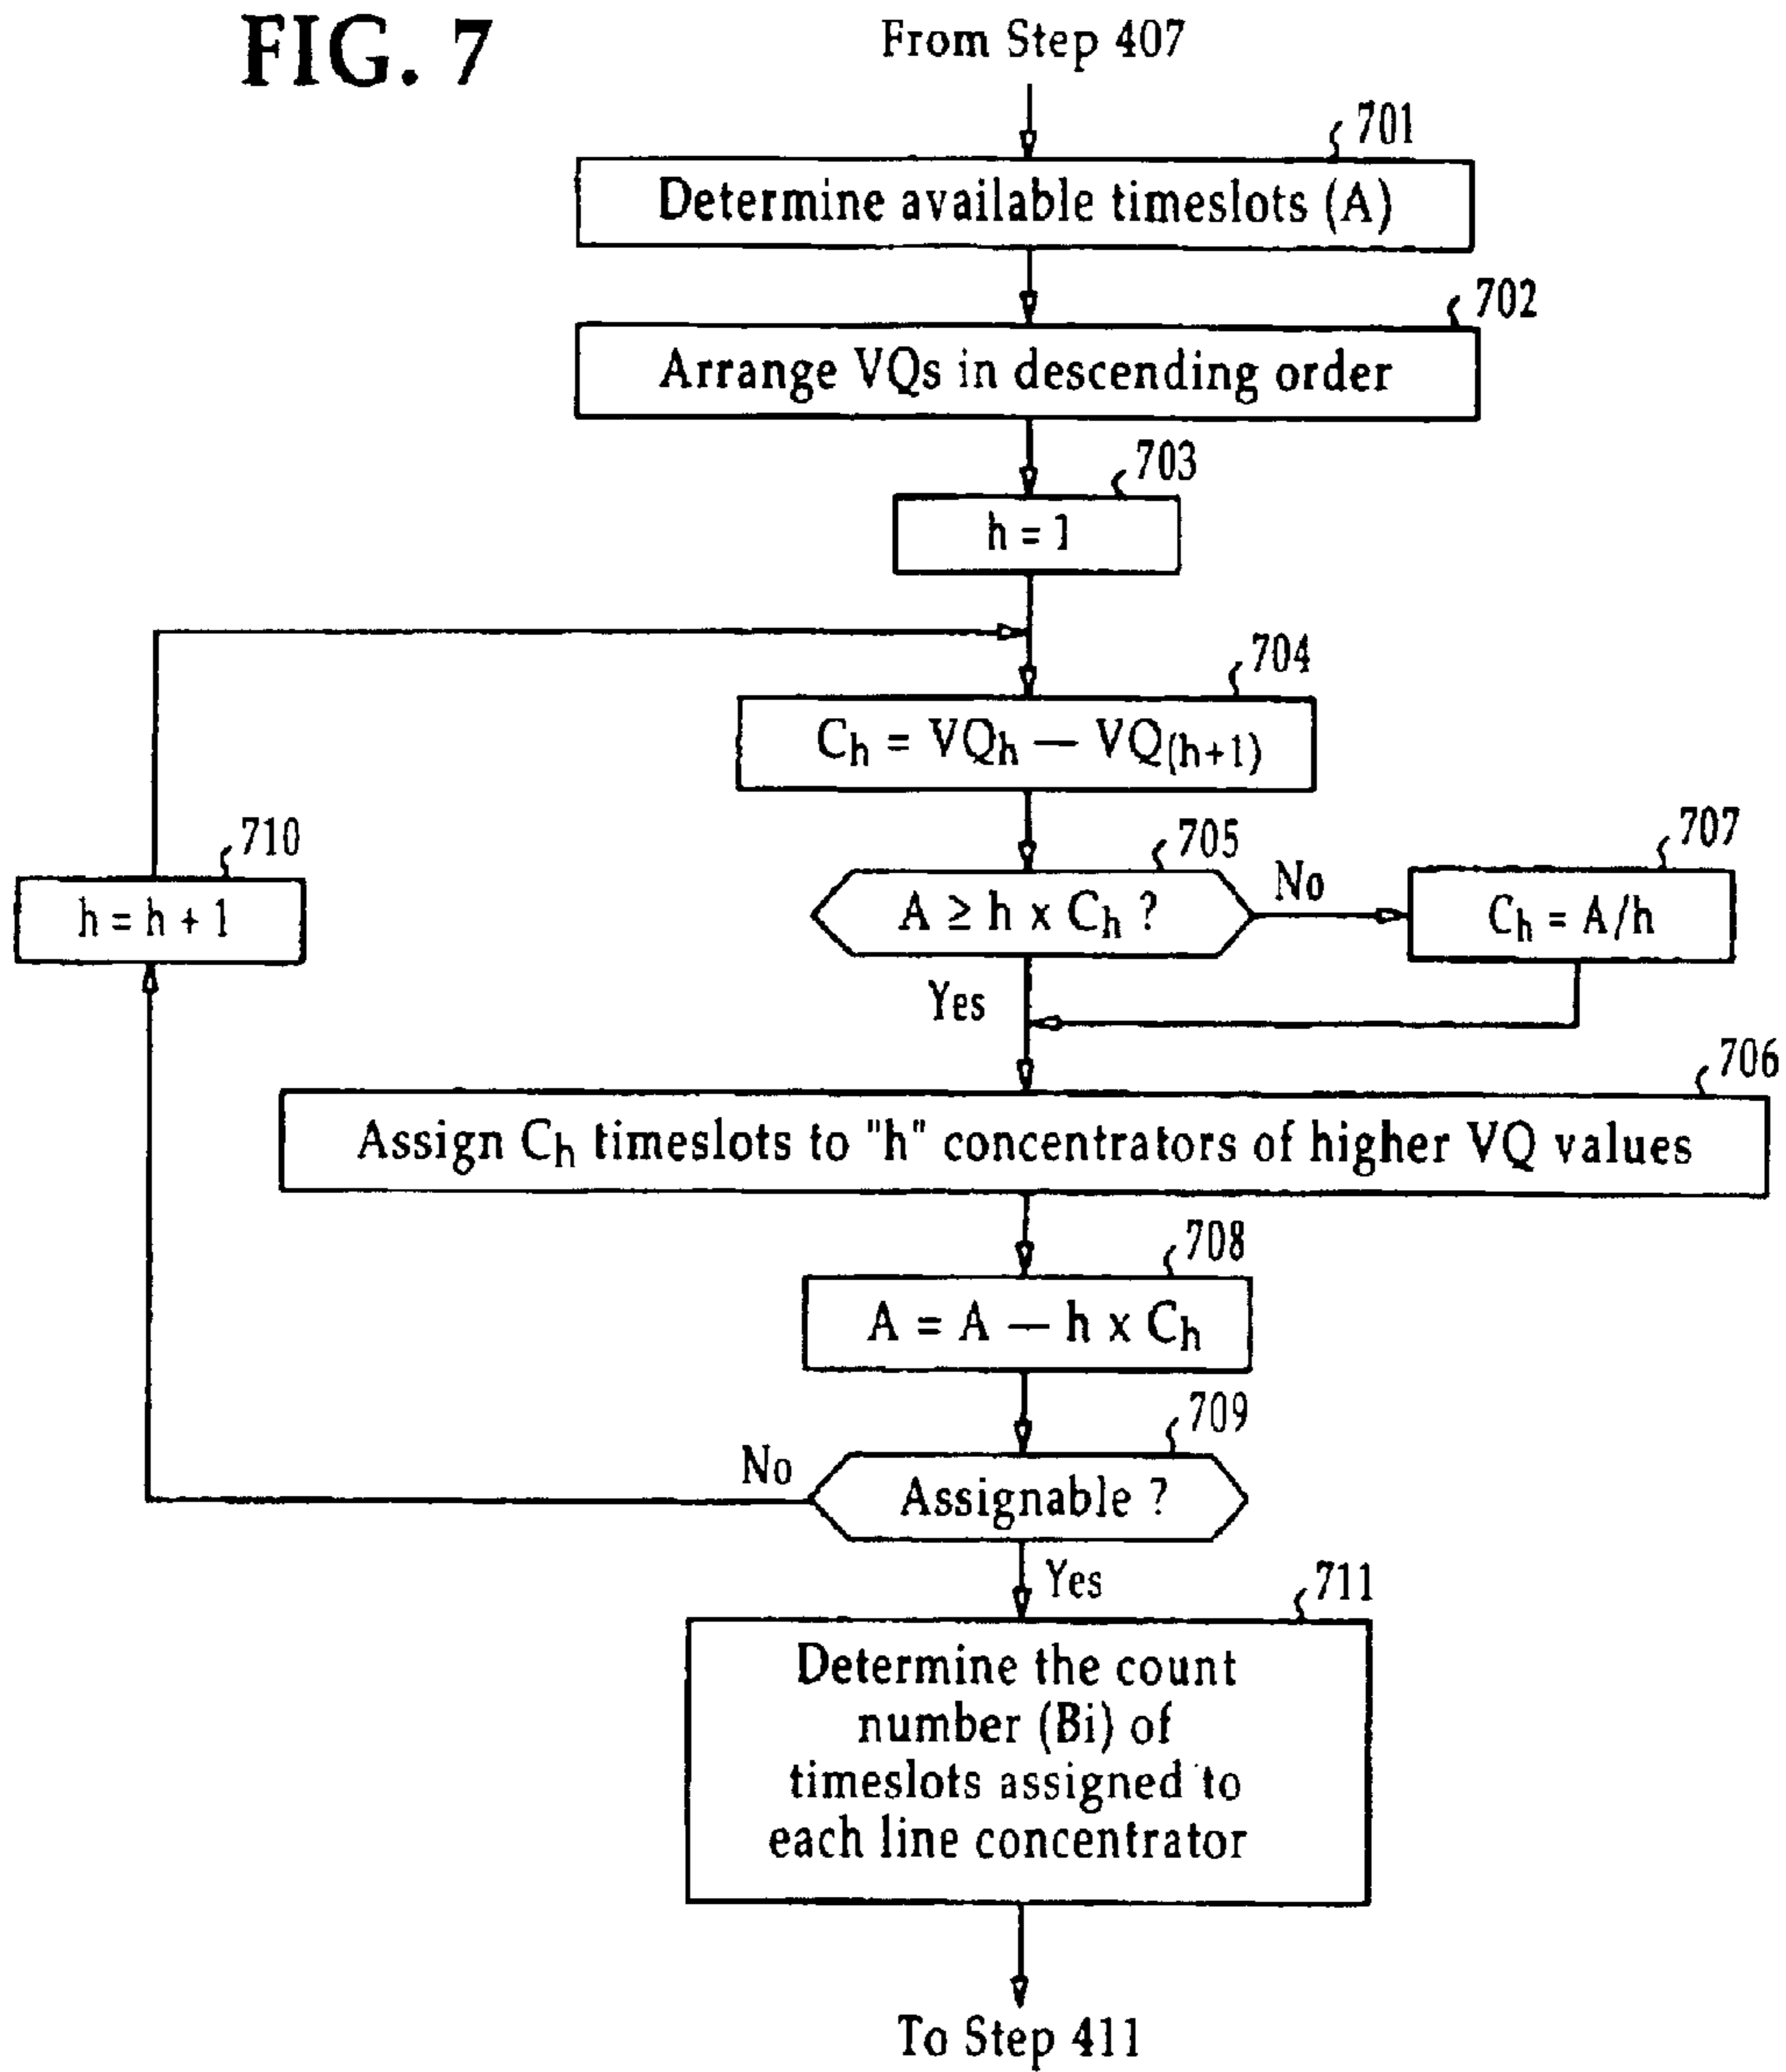 FIG. 7
From Step 407
701
Determine available timeslots (A)
702
Arrange VQs in descending order
703
h = 1
704
Ch = VQh — VQ(h+1)
710
h = h + 1
705
A ≥ h x Ch ?
No
707
Ch = A/h
Yes
706
Assign Ch timeslots to "h" concentrators of higher VQ values
708
A = A — h x Ch
709
No
Assignable ?
Yes
711
Determine the count
number (Bi) of
timeslots assigned to
each line concentrator
To Step 411